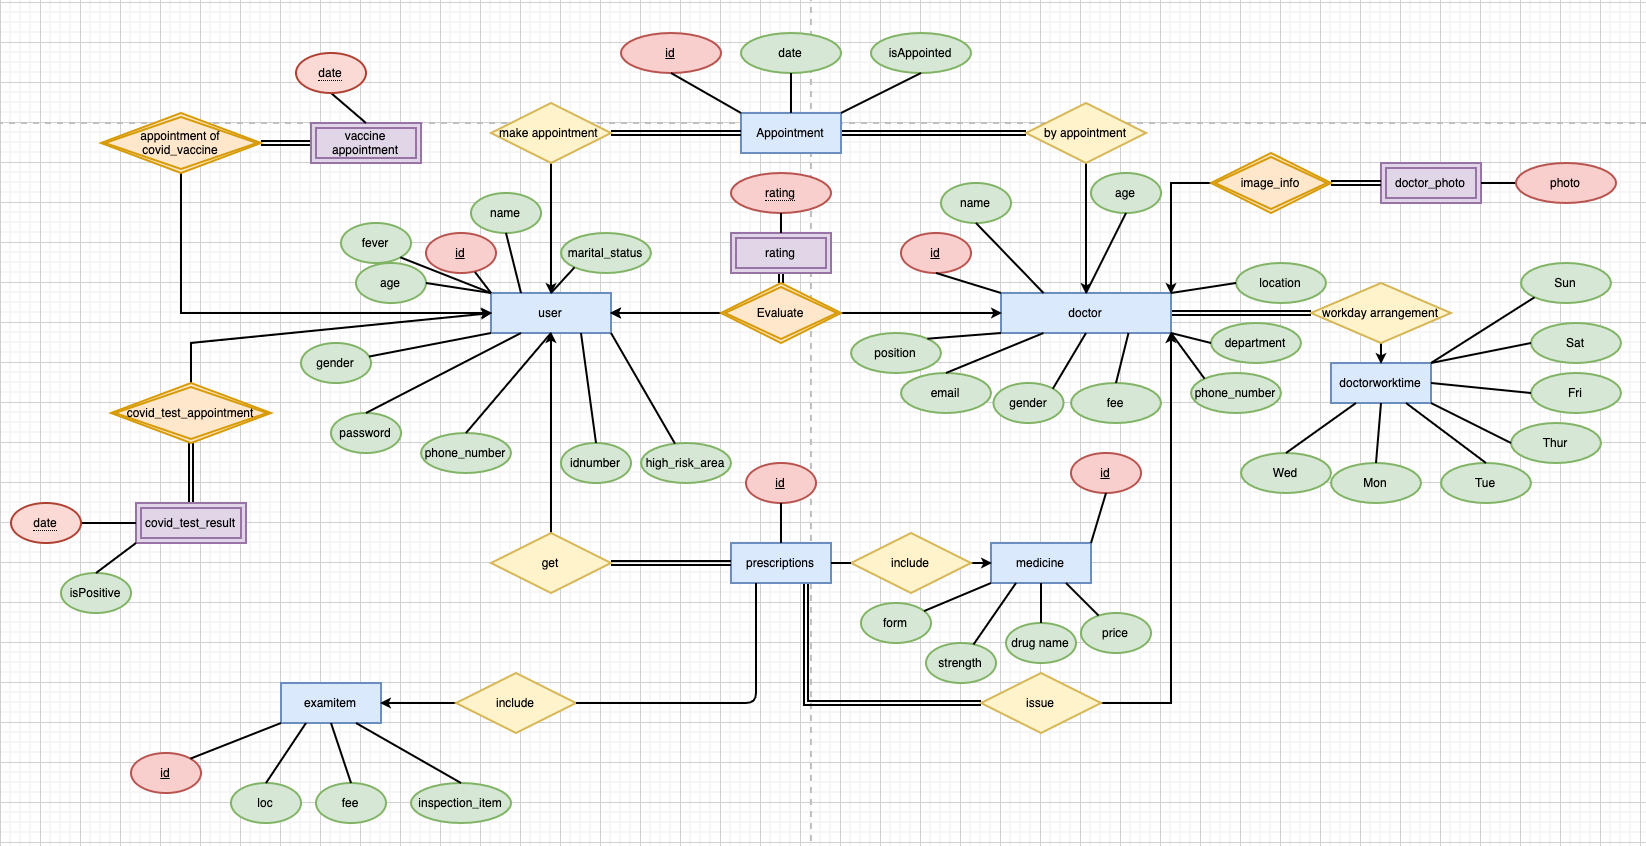 id
date
isAppointed
date
appointment of
covid_vaccine
vaccine
appointment
make appointment
Appointment
by appointment
image_info
doctor_photo
photo
rating
age
name
name
fever
id
marital_status
rating
id
age
location
Sun
user
Evaluate
doctor
workday arrangement
gender
position
department
Sat
doctorworktime
email
gender
fee
phone_number
Fri
covid_test_appointment
password
phone_number
idnumber
high_risk_area
Thur
Wed
Mon
Tue
id
id
date
covid_test_result
get
prescriptions
include
medicine
isPositive
form
strength
drug name
price
examitem
include
issue
id
loc
fee
inspection_item